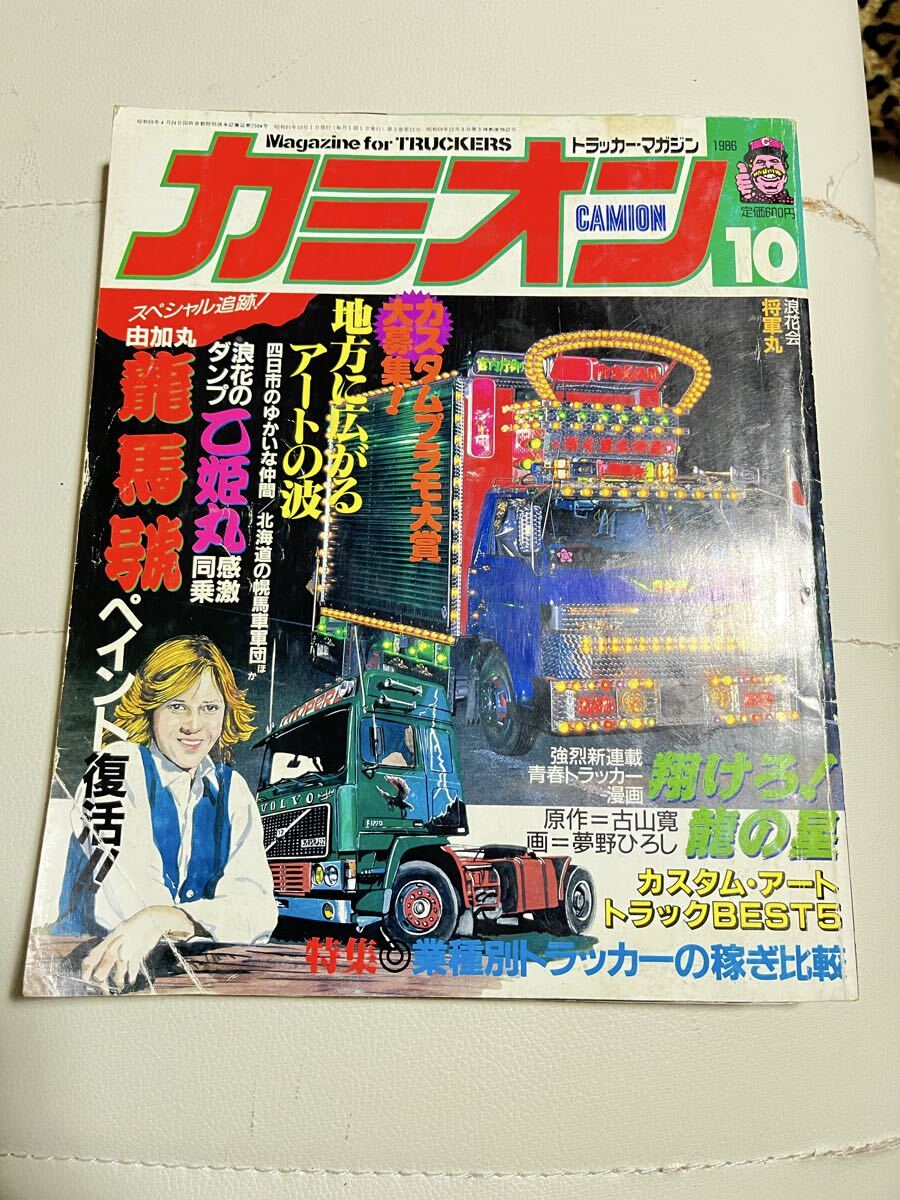 Magazine for TRUCKERS
トラッカー・マガジン
1986
カミオン
CAMION
定価600円
10
スペシャル追跡!
由加丸
龍馬號
ペイント復活!!
浪花の
ダンプ
乙姫丸
感激
同乗
四日市のゆかいな仲間/北海道の幌馬車軍団ほか
地方に広がる
アートの波
カスタムプラモ大賞
大募集!
浪花会
将軍丸
強烈新連載
青春トラッカー
漫画
翔けろ!
龍の星
原作=古山寛
画=夢野ひろし
カスタム・アート
トラックBEST5
特集◎業種別トラッカーの稼ぎ比較
VOLVO
F1220